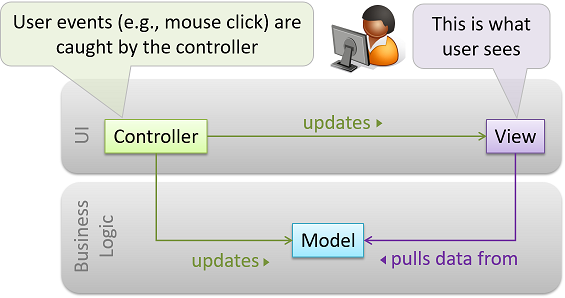 User events (e.g., mouse click) are
caught by the controller
This is what
user sees
UI
Controller
updates ▸
View
Business
Logic
Model
updates ▸
◂ pulls data from